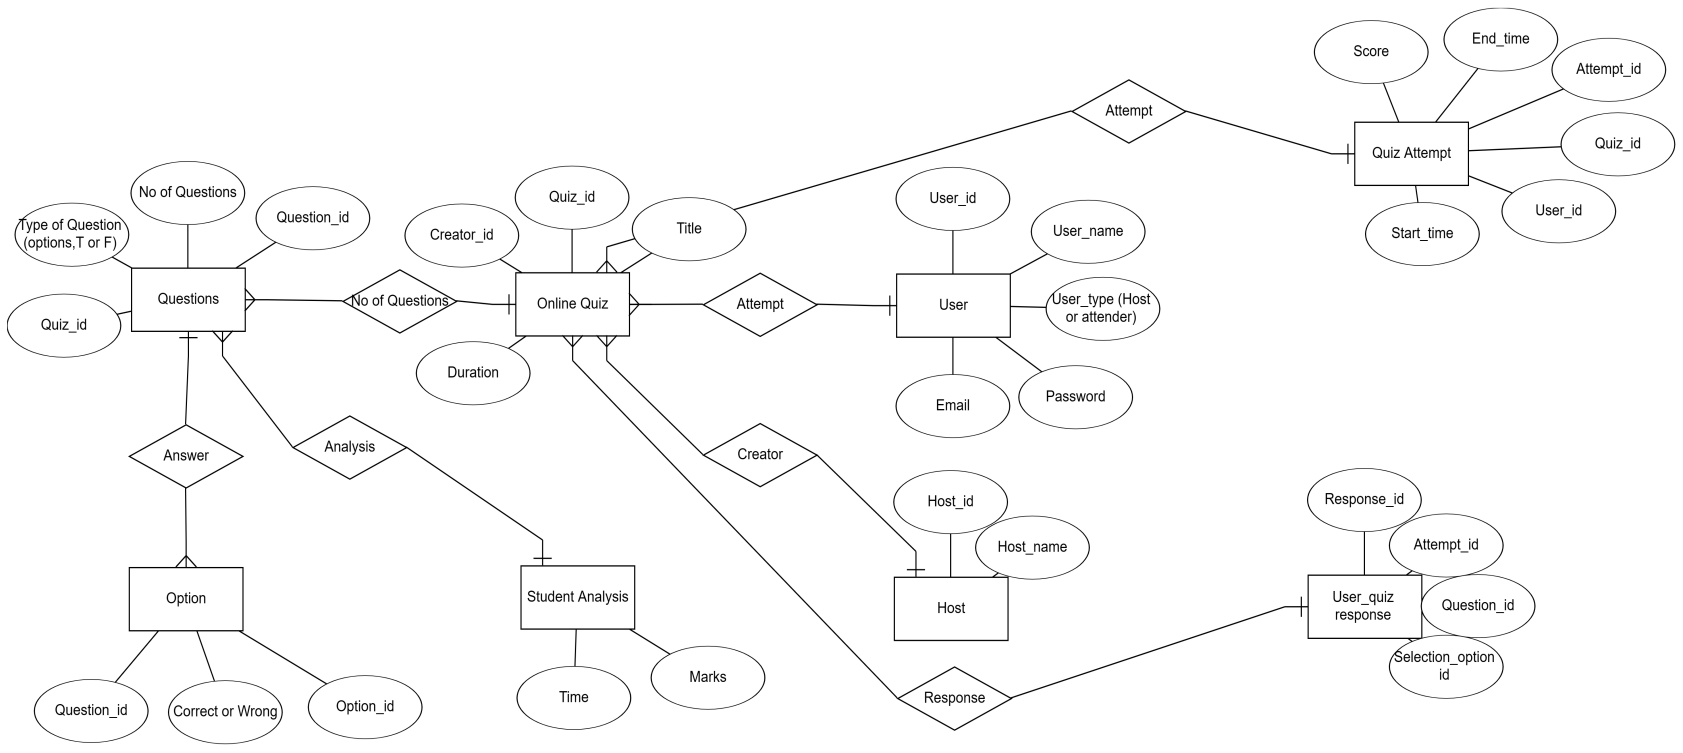 End_time
Score
Attempt_id
Attempt
Quiz_id
Quiz Attempt
User_id
Start_time
No of Questions
Question_id
Type of Question
(options,T or F)
Questions
Quiz_id
No of Questions
Quiz_id
Creator_id
Title
Online Quiz
Duration
Attempt
User_id
User_name
User
User_type (Host
or attender)
Email
Password
Answer
Analysis
Creator
Option
Question_id
Correct or Wrong
Option_id
Student Analysis
Time
Marks
Host_id
Host_name
Host
Response
Response_id
Attempt_id
User_quiz
response
Question_id
Selection_option
id